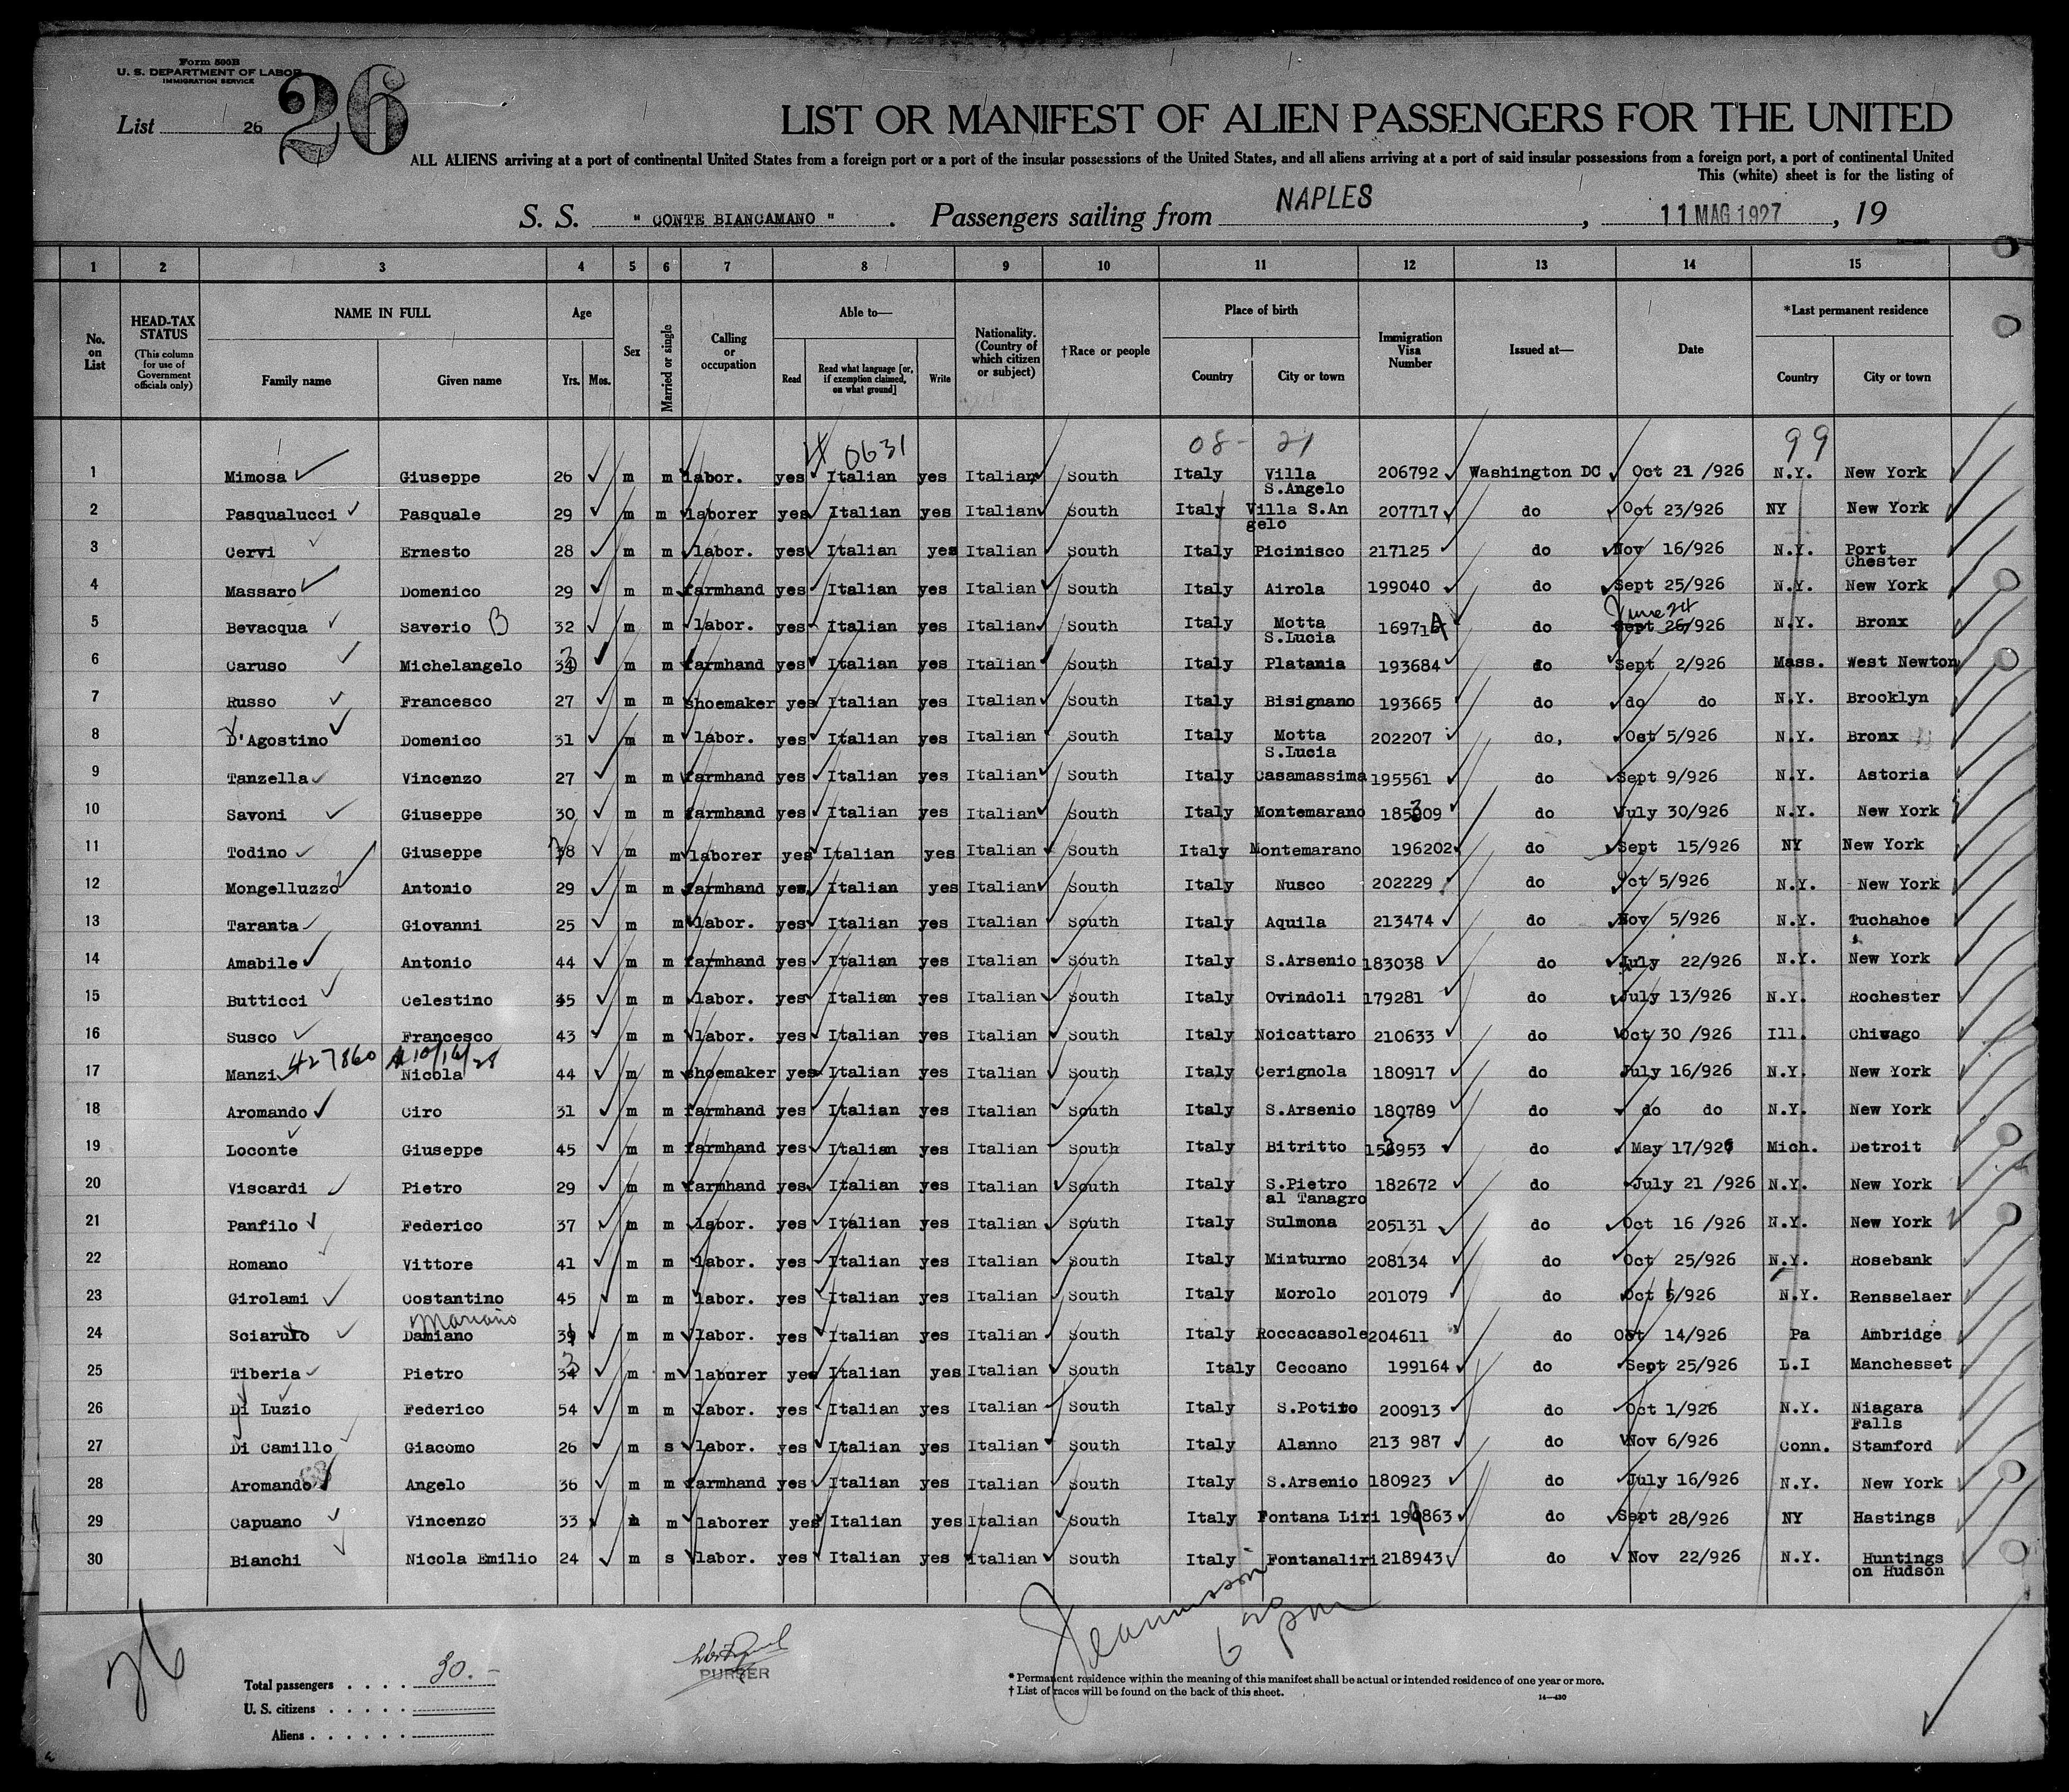 Form 500B
U. S. DEPARTMENT OF LABOR
IMMIGRATION SERVICE
List 26
26
LIST OR MANIFEST OF ALIEN PASSENGERS FOR THE UNITED
ALL ALIENS arriving at a port of continental United States from a foreign port or a port of the insular possessions of the United States, and all aliens arriving at a port of said insular possessions from a foreign port, a port of continental United
This (white) sheet is for the listing of
S. S. " CONTE BIANCAMANO ". Passengers sailing from NAPLES, 11 MAG 1927, 19
1 2 3 4 5 6 7 8 9 10 11 12 13 14 15
No. on List
HEAD-TAX STATUS (This column for use of Government officials only)
NAME IN FULL
Family name Given name
Age
Yrs. Mos.
Sex
Married or single
Calling or occupation
Able to—
Read Read what language [or, if exemption claimed, on what ground] Write
Nationality. (Country of which citizen or subject)
†Race or people
Place of birth
Country City or town
Immigration Visa Number
Issued at—
Date
*Last permanent residence
Country City or town
0631 08- 21 99
1 Mimosa Giuseppe 26 m m labor. yes Italian yes Italian South Italy Villa S.Angelo 206792 Washington DC Oct 21 /926 N.Y. New York
2 Pasqualucci Pasquale 29 m m laborer yes Italian yes Italian South Italy Villa S.An gelo 207717 do Oct 23/926 NY New York
3 Cervi Ernesto 28 m m labor. yes Italian yes Italian South Italy Picinisco 217125 do Nov 16/926 N.Y. Port Chester
4 Massaro Domenico 29 m m farmhand yes Italian yes Italian South Italy Airola 199040 do Sept 25/926 N.Y. New York
June 24
5 Bevacqua Saverio B 32 m m labor. yes Italian yes Italian South Italy Motta S.Lucia 16971A do Sept 26/926 N.Y. Bronx
6 Caruso Michelangelo m m farmhand yes Italian yes Italian South Italy Platania 193684 do Sept 2/926 Mass. West Newton
7 Russo Francesco 27 m m shoemaker yes Italian yes Italian South Italy Bisignano 193665 do do do N.Y. Brooklyn
8 D'Agostino Domenico 31 m m labor. yes Italian yes Italian South Italy Motta S.Lucia 202207 do, Oct 5/926 N.Y. Bronx
9 Tanzella Vincenzo 27 m m farmhand yes Italian yes Italian South Italy Casamassima 195561 do Sept 9/926 N.Y. Astoria
10 Savoni Giuseppe 30 m m farmhand yes Italian yes Italian South Italy Montemarano 185309 do July 30/926 N.Y. New York
11 Todino Giuseppe 38 m m laborer yes Italian yes Italian South Italy Montemarano 196202 do Sept 15/926 NY New York
12 Mongelluzzo Antonio 29 m m farmhand yes Italian yes Italian South Italy Nusco 202229 do Oct 5/926 N.Y. New York
13 Taranta Giovanni 25 m m labor. yes Italian yes Italian South Italy Aquila 213474 do Nov 5/926 N.Y. Tuchahoe
14 Amabile Antonio 44 m m farmhand yes Italian yes Italian South Italy S.Arsenio 183038 do July 22/926 N.Y. New York
15 Butticci Celestino 35 m m labor. yes Italian yes Italian South Italy Ovindoli 179281 do July 13/926 N.Y. Rochester
16 Susco Francesco 43 m m labor. yes Italian yes Italian South Italy Noicattaro 210633 do Oct 30 /926 Ill. Chiwago
427860 10/16/28
17 Manzi Nicola 44 m m shoemaker yes Italian yes Italian South Italy Cerignola 180917 do July 16/926 N.Y. New York
18 Aromando Ciro 31 m m farmhand yes Italian yes Italian South Italy S.Arsenio 180789 do do do N.Y. New York
19 Loconte Giuseppe 45 m m farmhand yes Italian yes Italian South Italy Bitritto 153953 do May 17/926 Mich. Detroit
20 Viscardi Pietro 29 m m farmhand yes Italian yes Italian South Italy S.Pietro al Tanagro 182672 do July 21 /926 N.Y. New York
21 Panfilo Federico 37 m m labor. yes Italian yes Italian South Italy Sulmona 205131 do Oct 16 /926 N.Y. New York
22 Romano Vittore 41 m m labor. yes Italian yes Italian South Italy Minturno 208134 do Oct 25/926 N.Y. Rosebank
23 Girolami Costantino 45 m m labor. yes Italian yes Italian South Italy Morolo 201079 do Oct 5/926 N.Y. Rensselaer
Mariano
24 Sciarulo Damiano m m labor. yes Italian yes Italian South Italy Roccacasole 204611 do Oct 14/926 Pa Ambridge
25 Tiberia Pietro m m laburer yes Italian yes Italian South Italy Ceccano 199164 do Sept 25/926 L.I Manchesset
26 Di Luzio Federico 54 m m labor. yes Italian yes Italian South Italy S.Potito 200913 do Oct 1/926 N.Y. Niagara Falls
27 Di Camillo Giacomo 26 m s labor. yes Italian yes Italian South Italy Alanno 213 987 do Nov 6/926 Conn. Stamford
28 Aromando Angelo 36 m m farmhand yes Italian yes Italian South Italy S.Arsenio 180923 do July 16/926 N.Y. New York
29 Capuano Vincenzo 33 m m laborer yes Italian yes Italian South Italy Fontana Liri 199863 do Sept 28/926 NY Hastings
30 Bianchi Nicola Emilio 24 m s labor. yes Italian yes Italian South Italy Fontanaliri 218943 do Nov 22/926 N.Y. Huntings on Hudson
26
6 20 pm
PURSER
Total passengers . . . . 30.-
U. S. citizens . . . . .
Aliens . . . . . .
* Permanent residence within the meaning of this manifest shall be actual or intended residence of one year or more.
† List of races will be found on the back of this sheet.
14—430